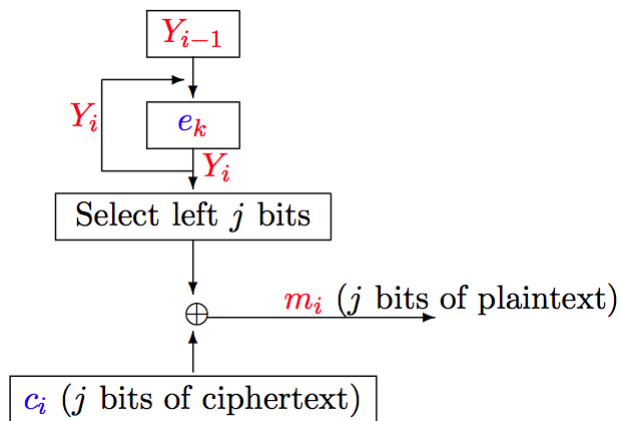 Y_{i−1}
Y_i
e_k
Y_i
Select left j bits
m_i (j bits of plaintext)
⊕
c_i (j bits of ciphertext)